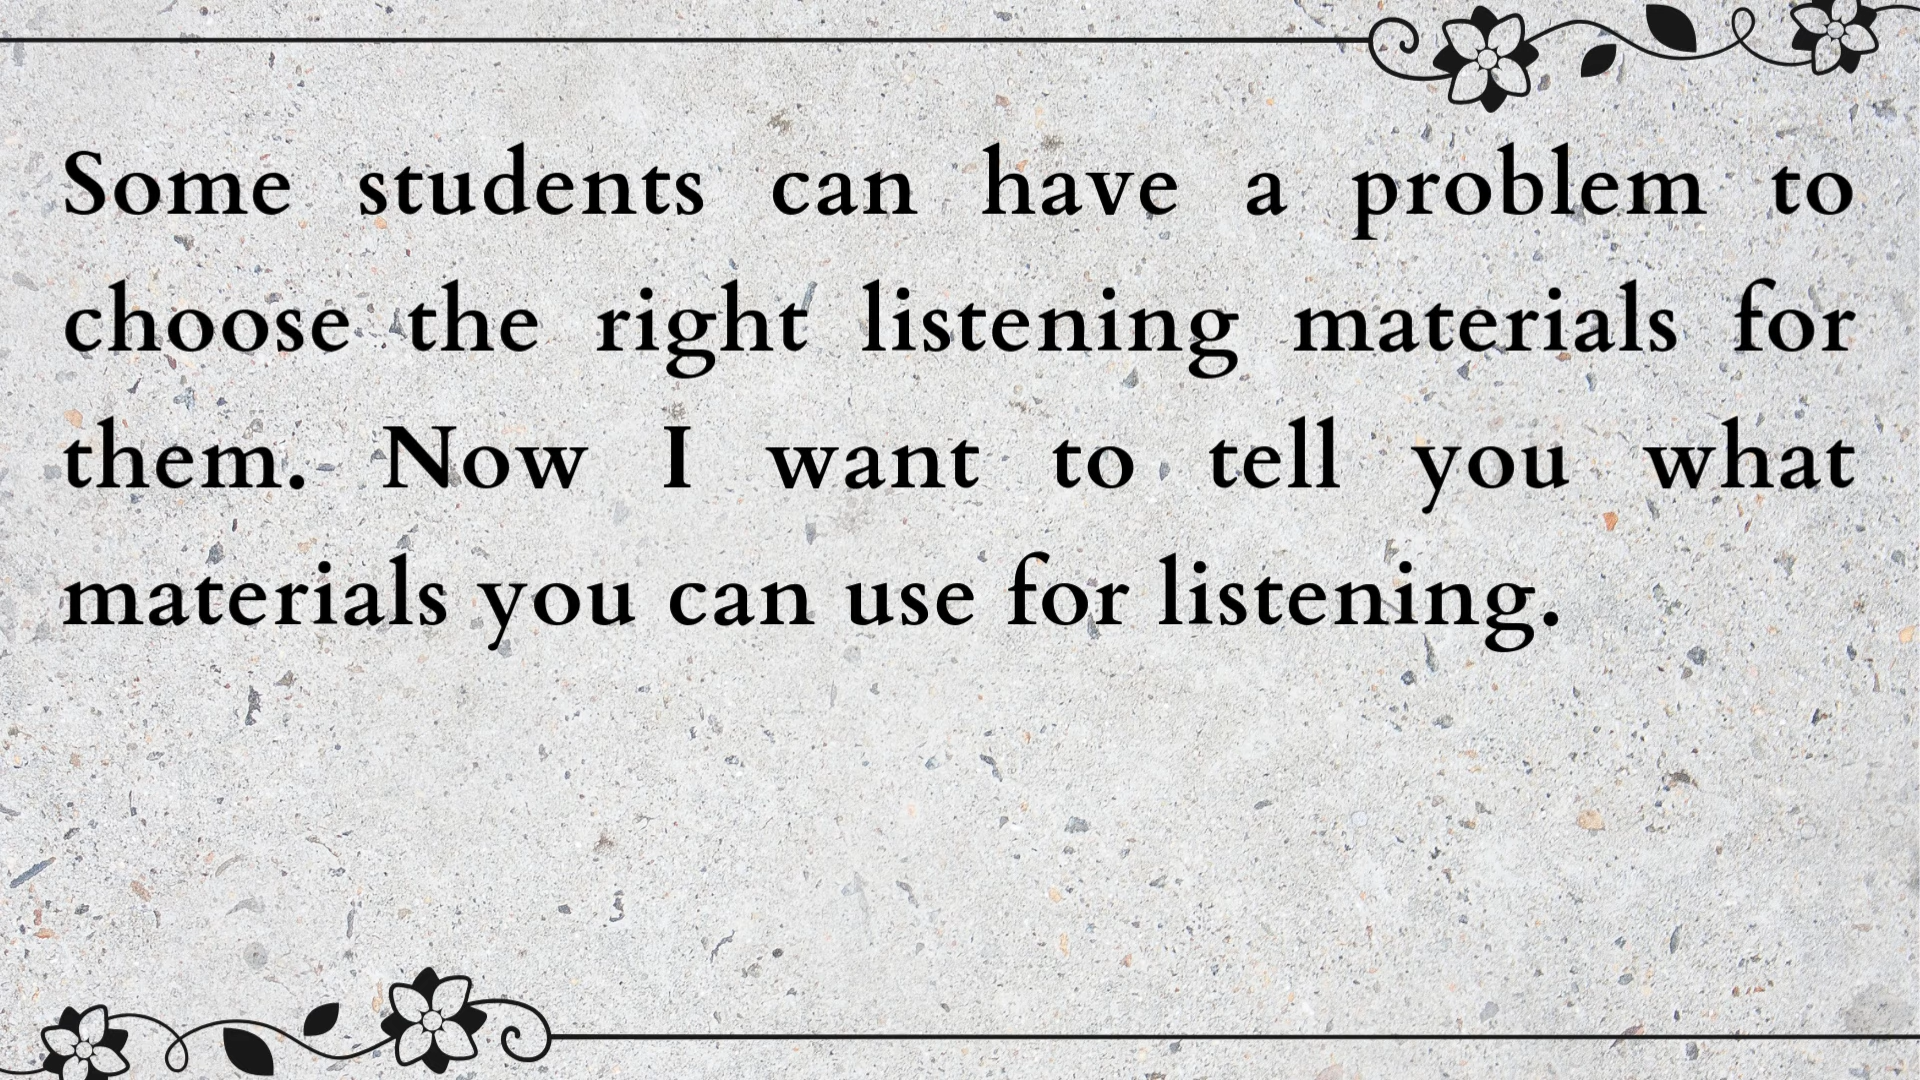 Some students can have a problem to
choose the right listening materials for
them. Now I want to tell you what
materials you can use for listening.